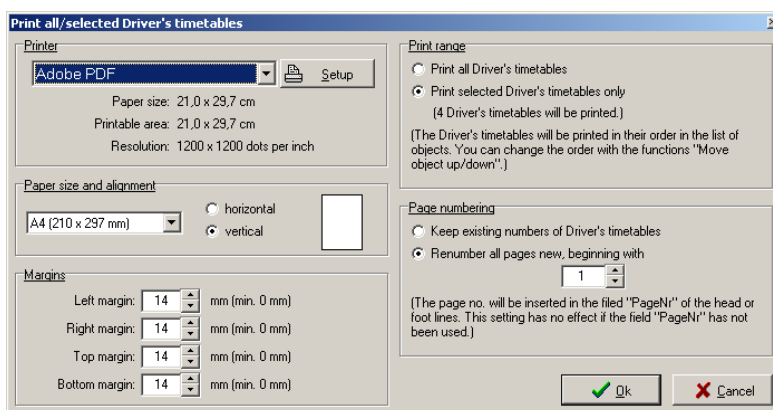 Print all/selected Driver's timetables
Printer
Adobe PDF
Setup
Paper size: 21,0 x 29,7 cm
Printable area: 21,0 x 29,7 cm
Resolution: 1200 x 1200 dots per inch
Paper size and alignment
A4 (210 x 297 mm)
horizontal
vertical
Margins
Left margin: 14 mm (min. 0 mm)
Right margin: 14 mm (min. 0 mm)
Top margin: 14 mm (min. 0 mm)
Bottom margin: 14 mm (min. 0 mm)
Print range
Print all Driver's timetables
Print selected Driver's timetables only
(4 Driver's timetables will be printed.)
(The Driver's timetables will be printed in their order in the list of
objects. You can change the order with the functions "Move
object up/down".)
Page numbering
Keep existing numbers of Driver's timetables
Renumber all pages new, beginning with
1
(The page no. will be inserted in the filed "PageNr" of the head or
foot lines. This setting has no effect if the field "PageNr" has not
been used.)
Ok
Cancel